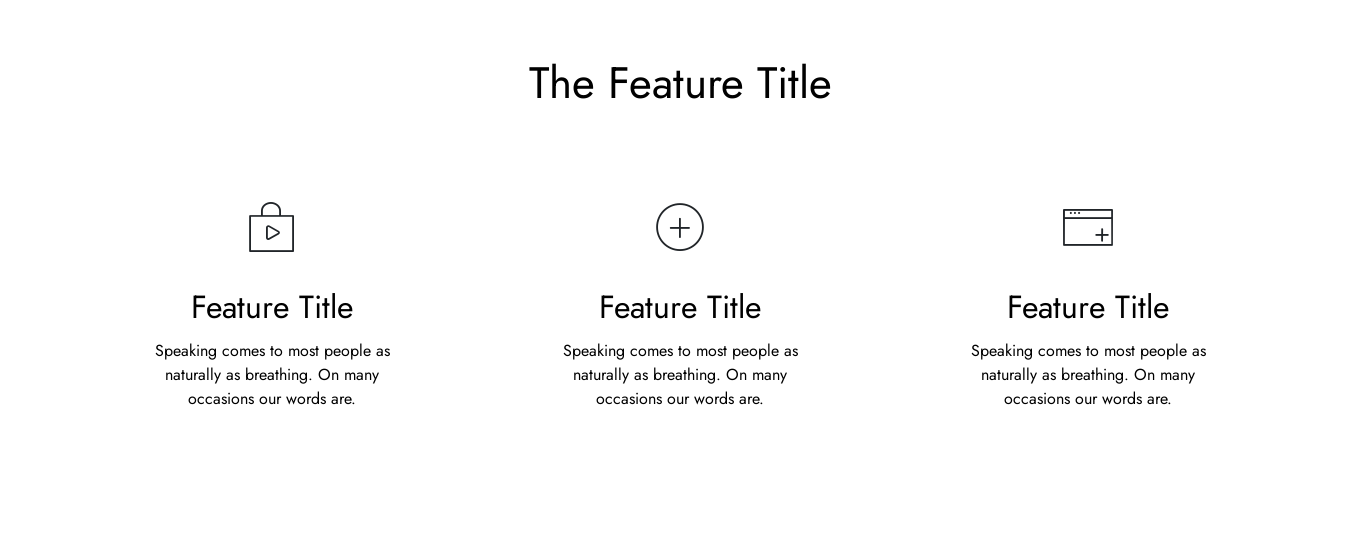 The Feature Title
Feature Title
Speaking comes to most people as
naturally as breathing. On many
occasions our words are.
Feature Title
Speaking comes to most people as
naturally as breathing. On many
occasions our words are.
Feature Title
Speaking comes to most people as
naturally as breathing. On many
occasions our words are.